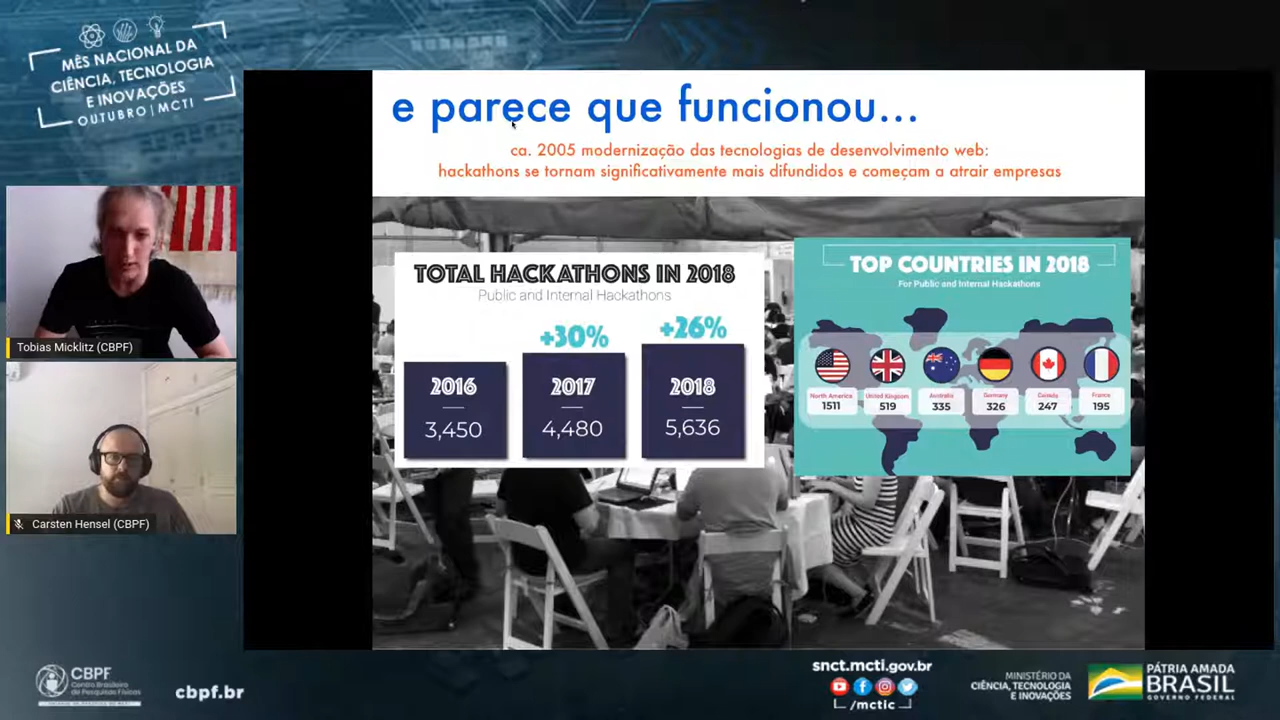 MÊS NACIONAL DA
CIÊNCIA, TECNOLOGIA
E INOVAÇÕES
OUTUBRO | MCTI
e parece que funcionou...
ca. 2005 modernização das tecnologias de desenvolvimento web:
hackathons se tornam significativamente mais difundidos e começam a atrair empresas
TOTAL HACKATHONS IN 2018
Public and Internal Hackathons
+30%
+26%
2016
2017
2018
3,450
4,480
5,636
TOP COUNTRIES IN 2018
For Public and Internal Hackathons
North America
United Kingdom
Australia
Germany
Canada
France
1511
519
335
326
247
195
Tobias Micklitz (CBPF)
Carsten Hensel (CBPF)
CBPF
Centro Brasileiro
de Pesquisas Físicas
cbpf.br
snct.mcti.gov.br
/mctic
MINISTÉRIO DA
CIÊNCIA, TECNOLOGIA
E INOVAÇÕES
PÁTRIA AMADA
BRASIL
GOVERNO FEDERAL